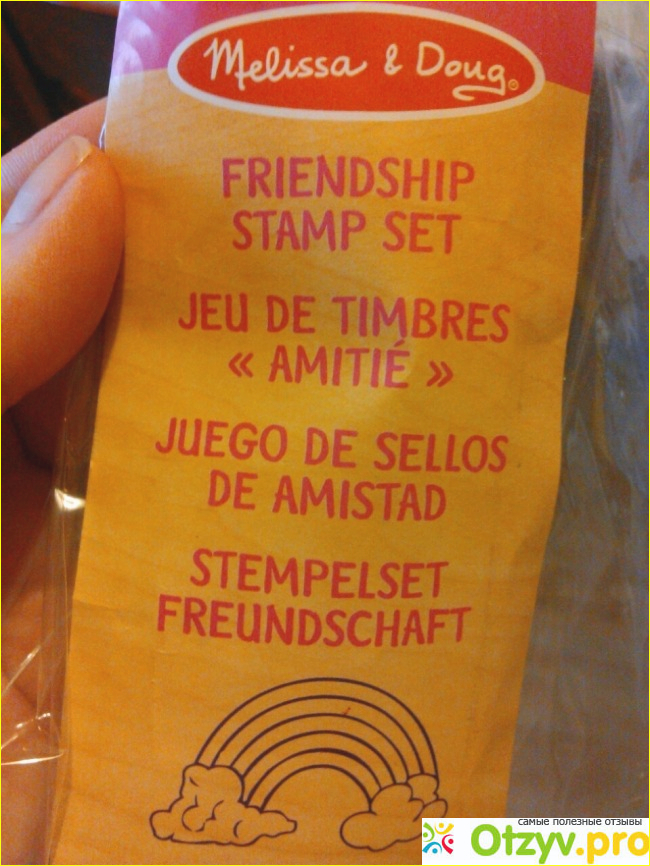 Melissa & Doug®
FRIENDSHIP
STAMP SET
JEU DE TIMBRES
« AMITIÉ »
JUEGO DE SELLOS
DE AMISTAD
STEMPELSET
FREUNDSCHAFT
самые полезные отзывы
Otzyv.pro